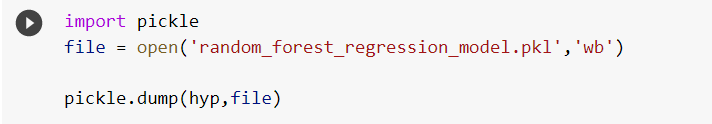 import pickle
file = open('random_forest_regression_model.pkl','wb')
pickle.dump(hyp,file)